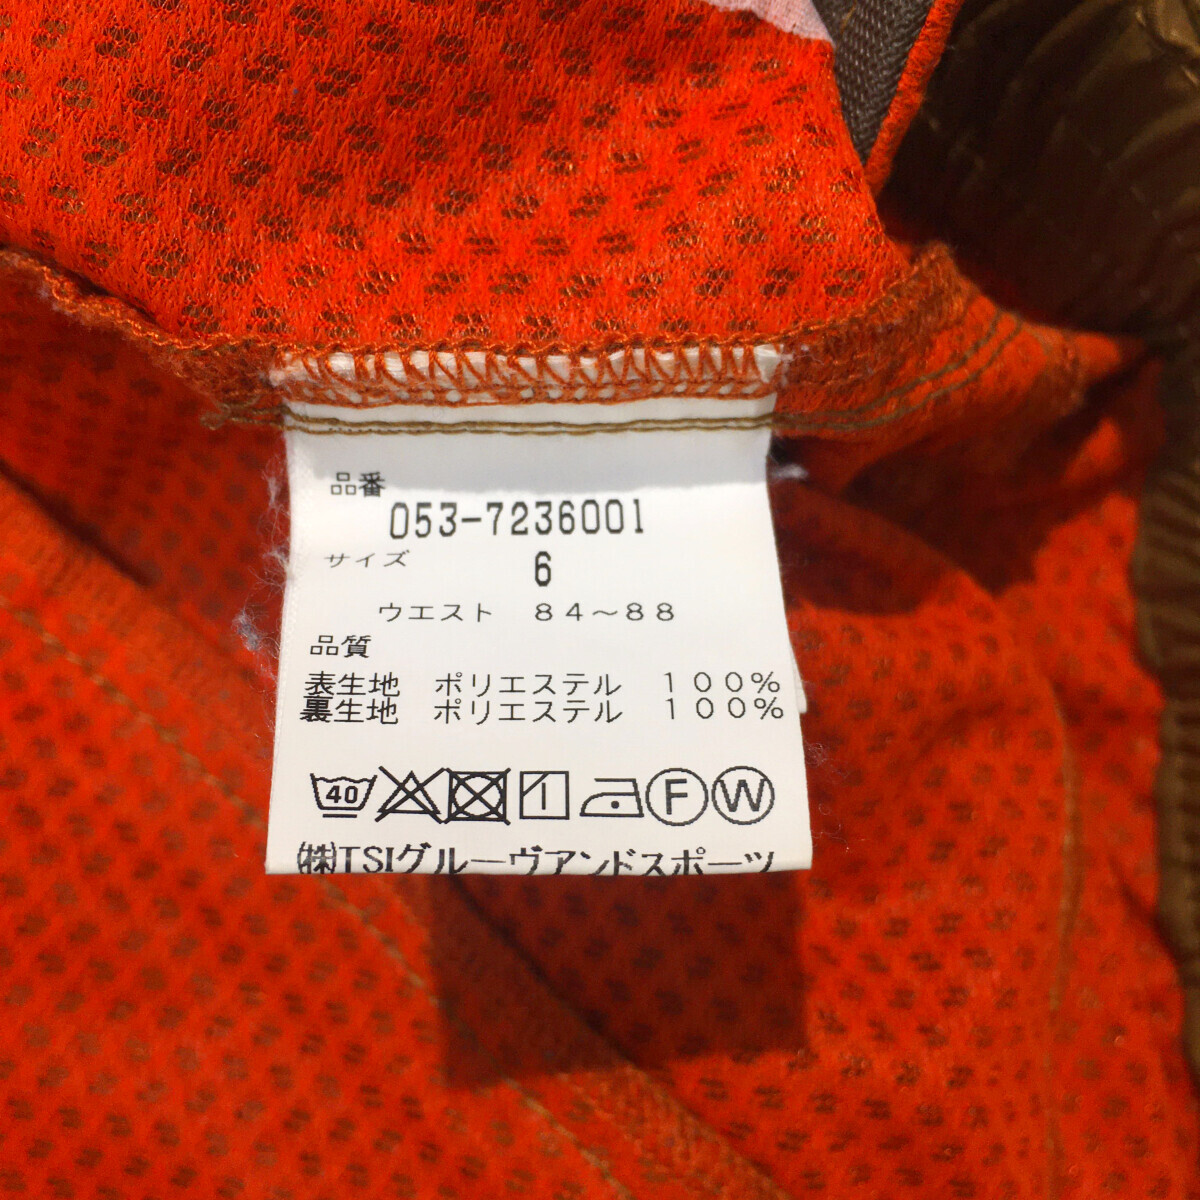 品番
053-7236001
サイズ 6
ウエスト 84～88
品質
表生地 ポリエステル 100%
裏生地 ポリエステル 100%
40 F W
㈱TSIグルーヴアンドスポーツ